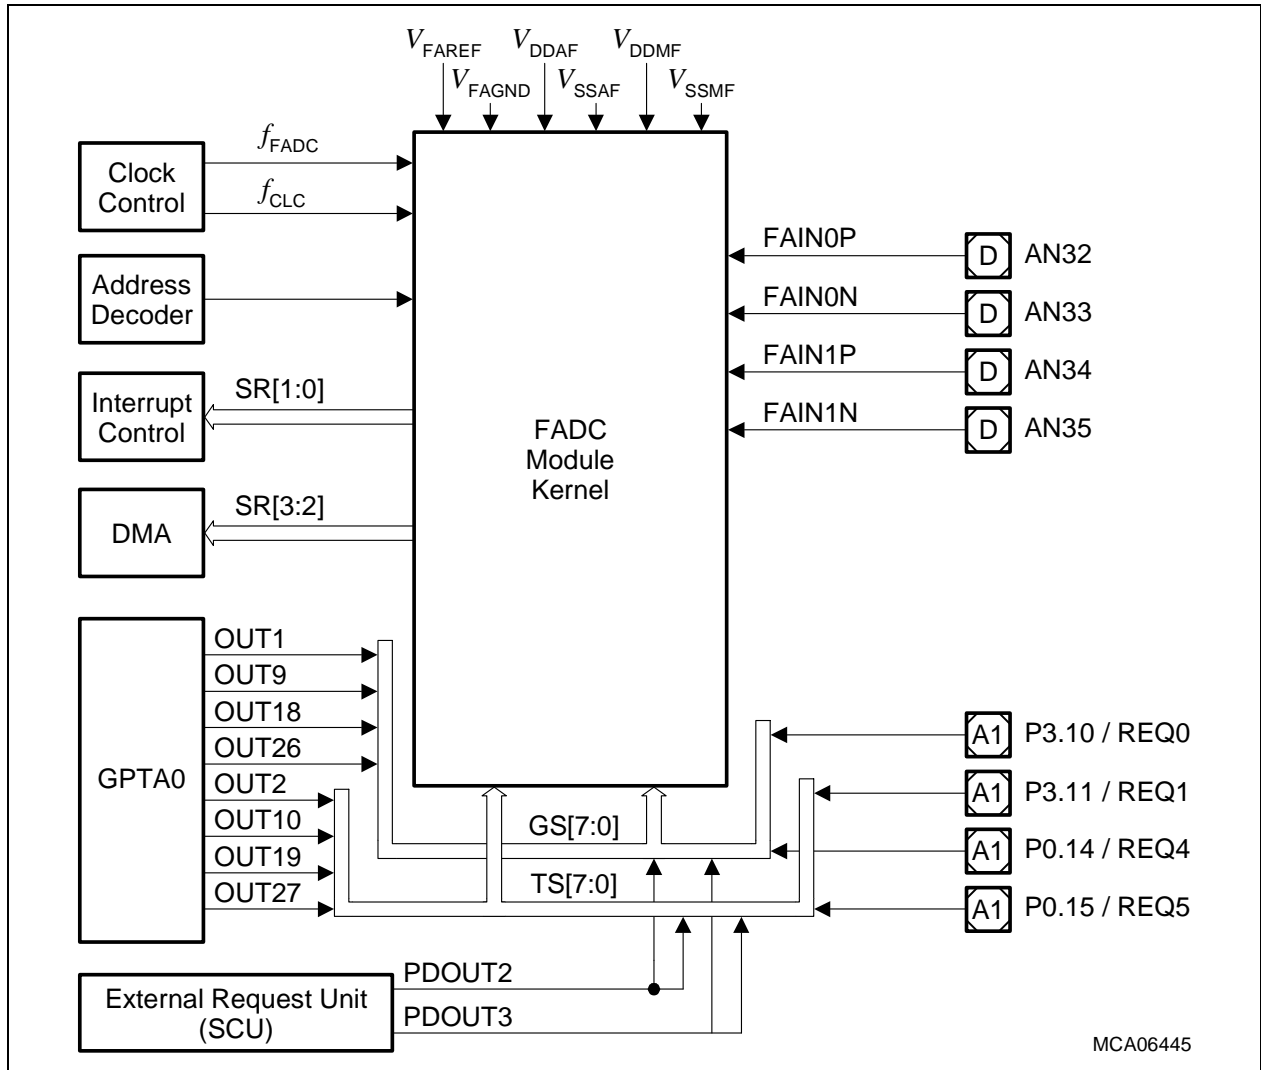 VFAREF
VDDAF
VDDMF
VFAGND
VSSAF
VSSMF
Clock
Control
fFADC
fCLC
Address
Decoder
Interrupt
Control
SR[1:0]
DMA
SR[3:2]
FADC
Module
Kernel
FAIN0P
D
AN32
FAIN0N
D
AN33
FAIN1P
D
AN34
FAIN1N
D
AN35
GPTA0
OUT1
OUT9
OUT18
OUT26
OUT2
OUT10
OUT19
OUT27
GS[7:0]
TS[7:0]
A1
P3.10 / REQ0
A1
P3.11 / REQ1
A1
P0.14 / REQ4
A1
P0.15 / REQ5
External Request Unit
(SCU)
PDOUT2
PDOUT3
MCA06445